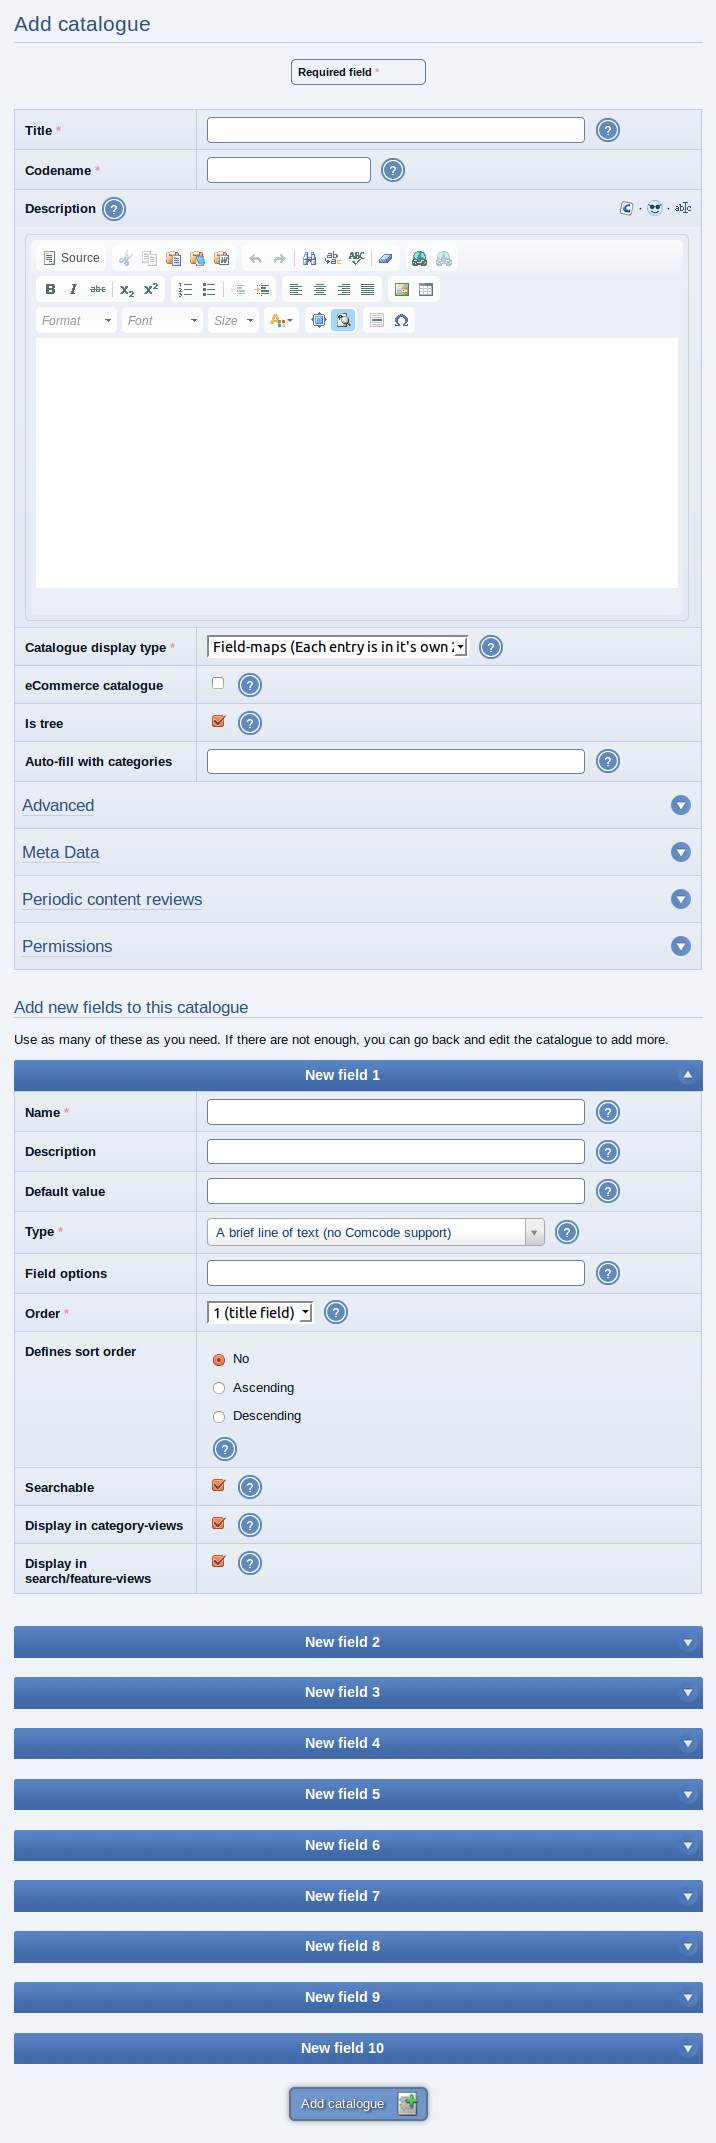 Add catalogue
Required field *
Title *
?
Codename *
?
Description ?
Source
Format Font Size
Catalogue display type *
Field-maps (Each entry is in it's own 2
?
eCommerce catalogue
?
Is tree
?
Auto-fill with categories
?
Advanced
Meta Data
Periodic content reviews
Permissions
Add new fields to this catalogue
Use as many of these as you need. If there are not enough, you can go back and edit the catalogue to add more.
New field 1
Name *
?
Description
?
Default value
?
Type *
A brief line of text (no Comcode support)
?
Field options
?
Order *
1 (title field)
?
Defines sort order
No
Ascending
Descending
?
Searchable
?
Display in category-views
?
Display in
search/feature-views
?
New field 2
New field 3
New field 4
New field 5
New field 6
New field 7
New field 8
New field 9
New field 10
Add catalogue